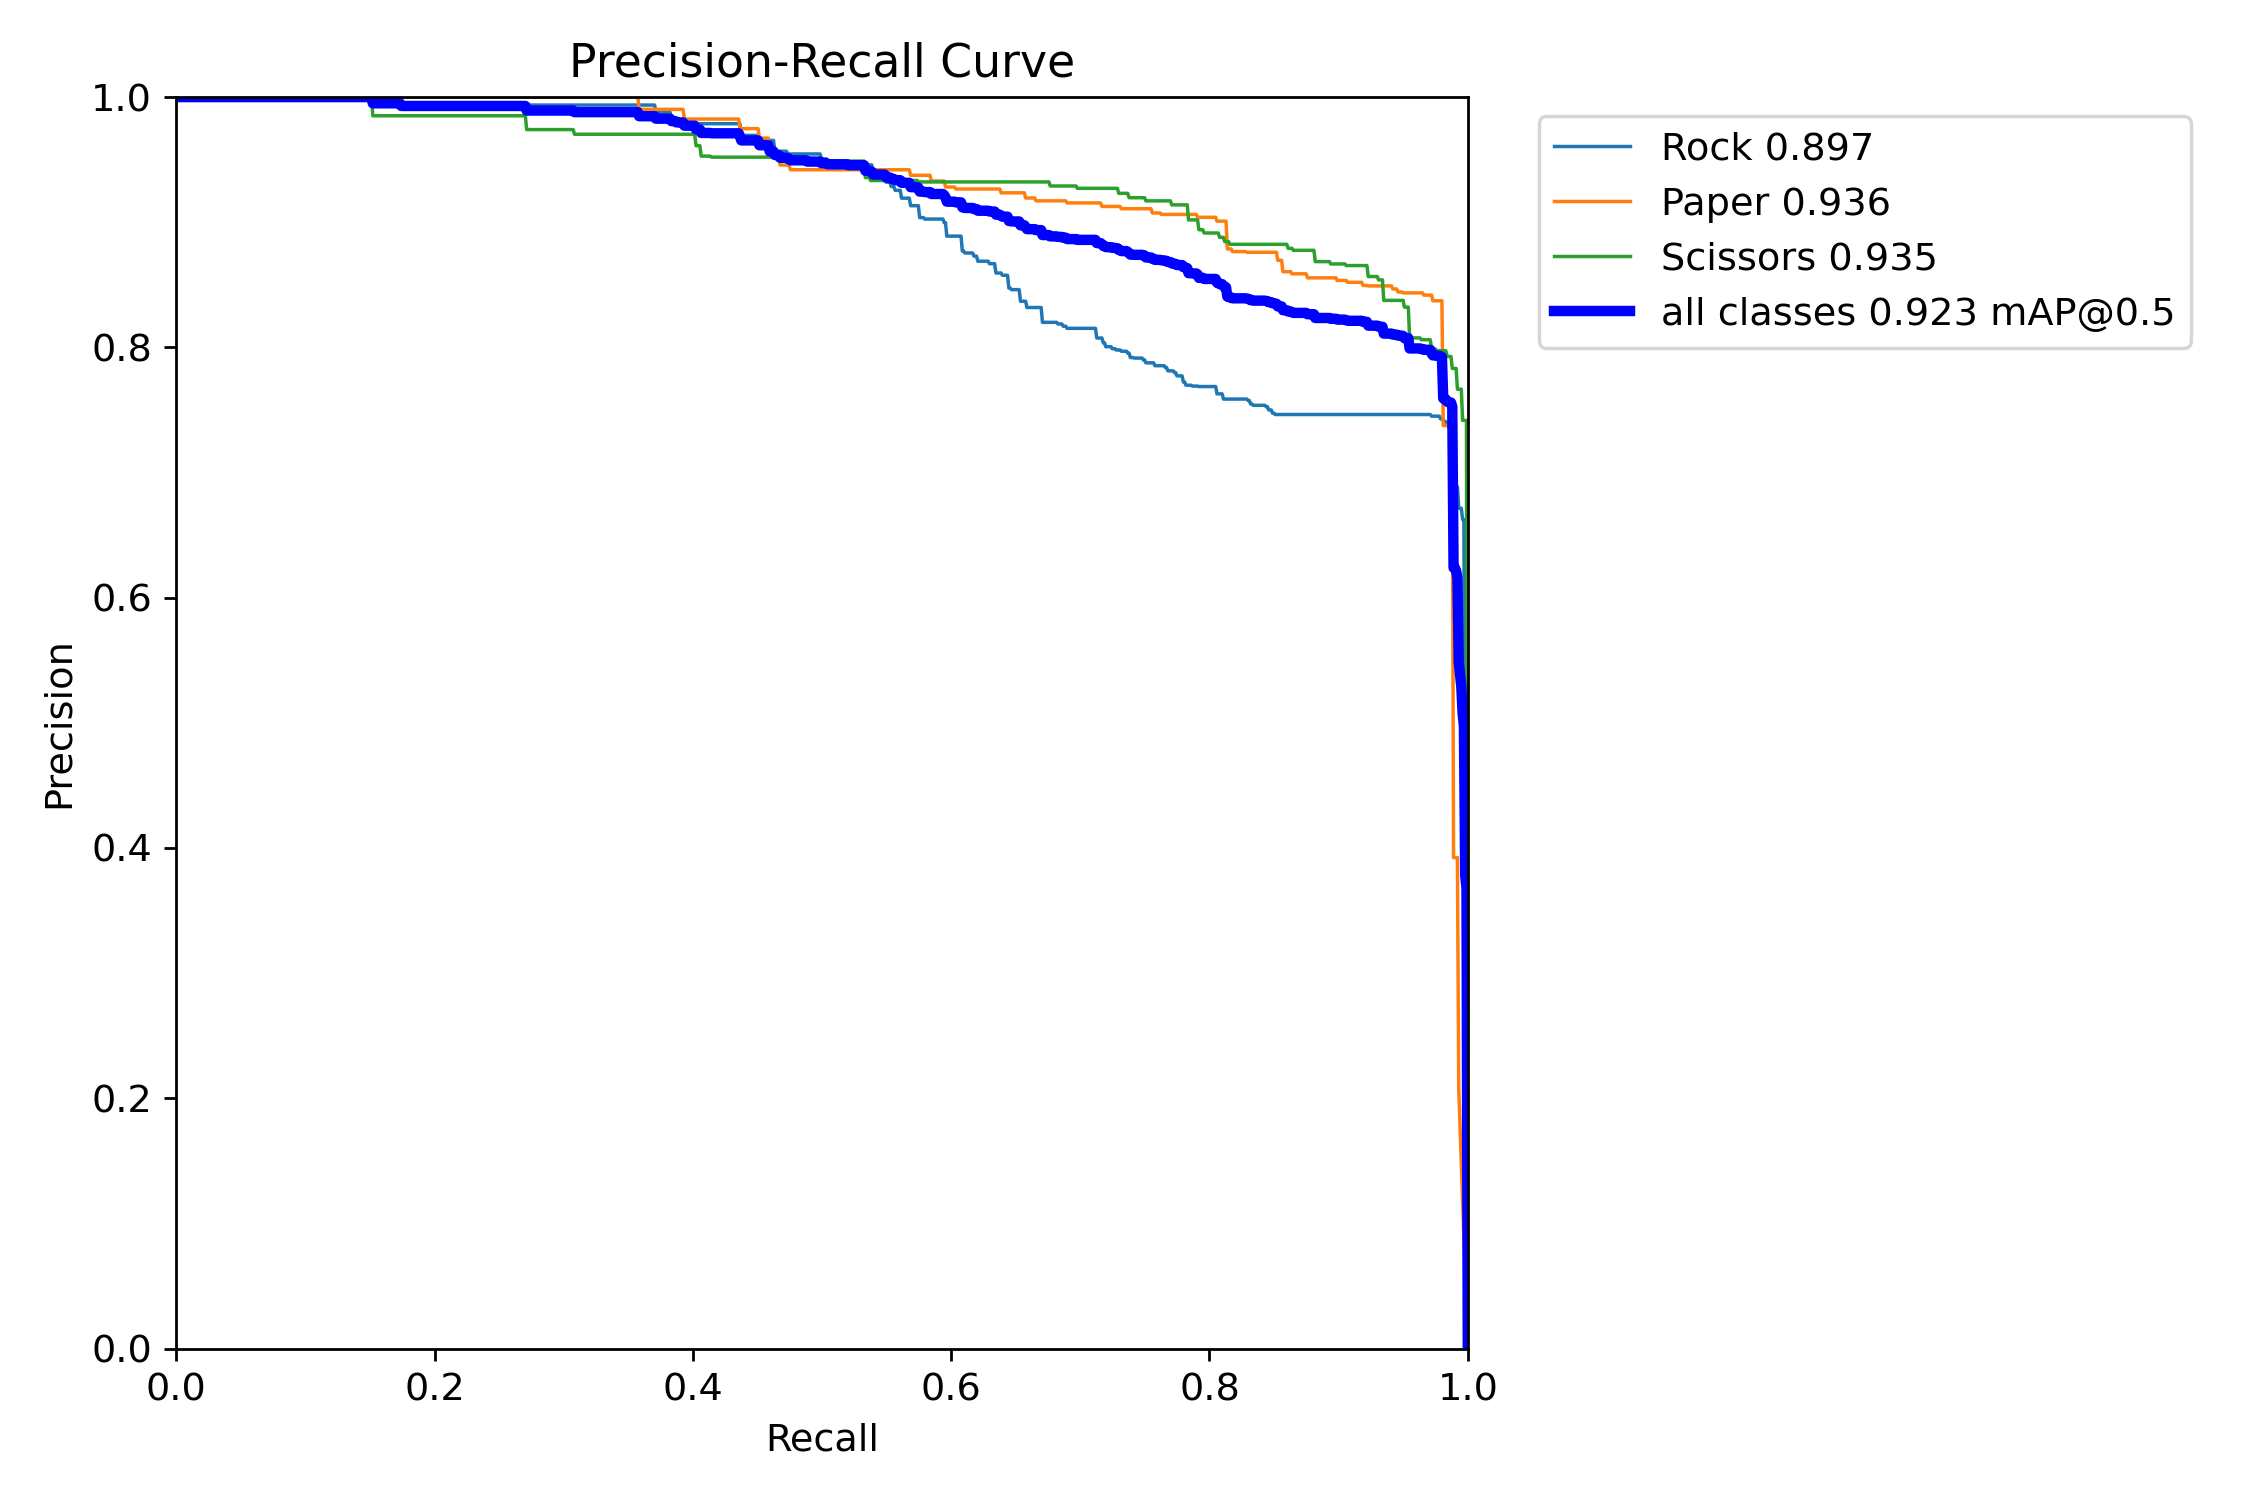 Precision-Recall Curve
1.0
0.8
0.6
0.4
0.2
0.0
Precision
0.0 0.2 0.4 0.6 0.8 1.0
Recall
Rock 0.897
Paper 0.936
Scissors 0.935
all classes 0.923 mAP@0.5